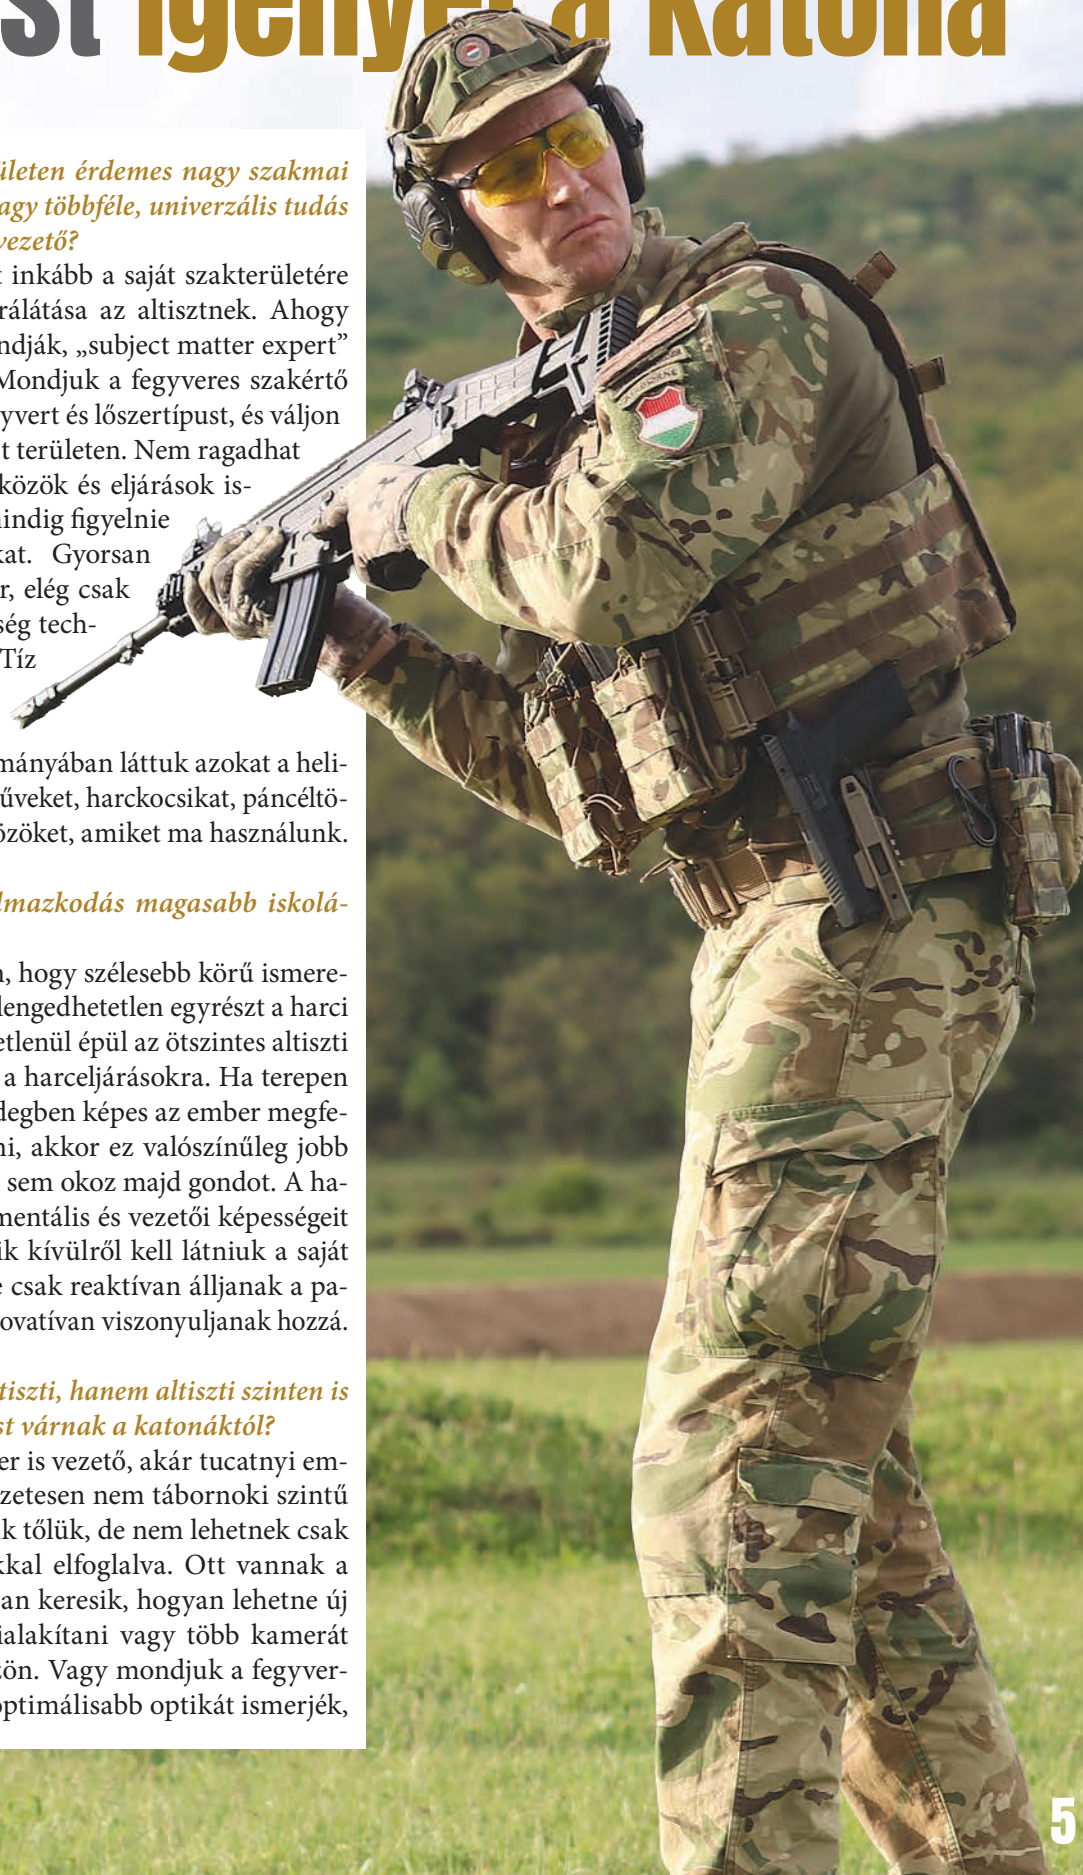 st igényel a katona
ületen érdemes nagy szakmai
agy többféle, univerzális tudás
vezető?
t inkább a saját szakterületére
rálátása az altisztnek. Ahogy
ndják, „subject matter expert”
Mondjuk a fegyveres szakértő
yvert és lőszertípust, és váljon
t területen. Nem ragadhat
közök és eljárások is-
indig figyelnie
kat. Gyorsan
r, elég csak
ség tech-
Tíz
mányában láttuk azokat a heli-
űveket, harckocsikat, páncéltö-
özöket, amiket ma használunk.
lmazkodás magasabb iskolá-
n, hogy szélesebb körű ismere-
lengedhetetlen egyrészt a harci
etlenül épül az ötszintes altiszti
a harceljárásokra. Ha terepen
degben képes az ember megfe-
ni, akkor ez valószínűleg jobb
sem okoz majd gondot. A ha-
mentális és vezetői képességeit
ik kívülről kell látniuk a saját
e csak reaktívan álljanak a pa-
ovatívan viszonyuljanak hozzá.
tiszti, hanem altiszti szinten is
st várnak a katonáktól?
er is vezető, akár tucatnyi em-
zetesen nem tábornoki szintű
k tőlük, de nem lehetnek csak
kkal elfoglalva. Ott vannak a
an keresik, hogyan lehetne új
ialakítani vagy több kamerát
zön. Vagy mondjuk a fegyver-
optimálisabb optikát ismerjék,
5